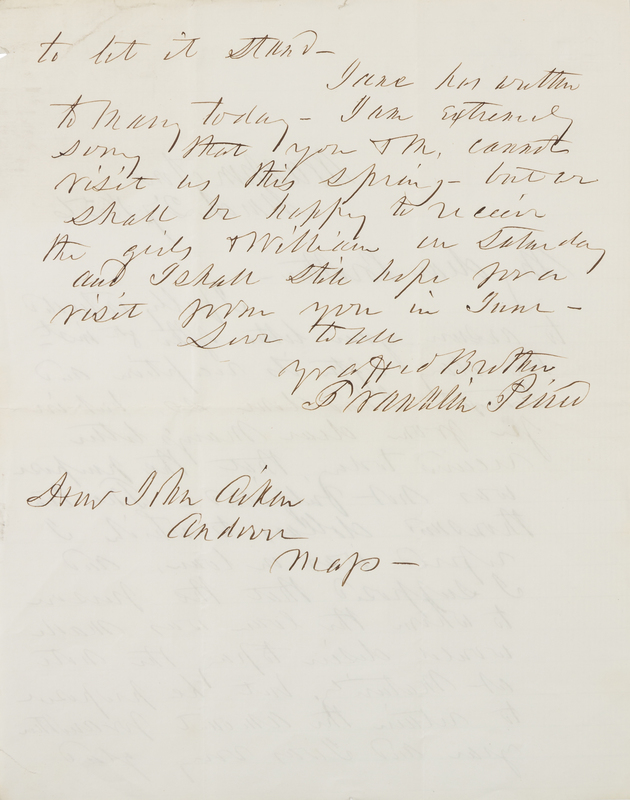 to let it stand—
Jane has written
to Mary today— I am extremely
sorry that you & M. cannot
visit us this spring— but we
shall be happy to receive
the girls & William on Saturday
and I shall still hope for a
visit from you in June—
Love to all
yr affecd Brother
Franklin Pierce
Hon John Aiken
Andover
Mass—